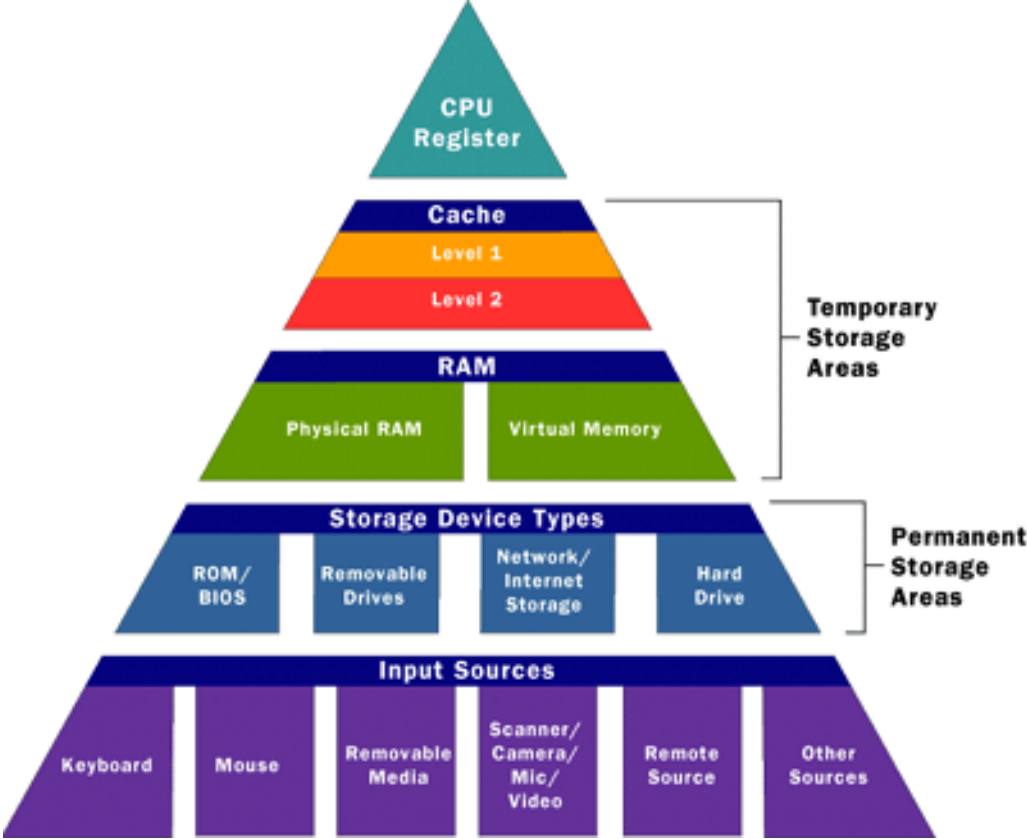 CPU
Register
Cache
Level 1
Level 2
Temporary
Storage
Areas
RAM
Physical RAM
Virtual Memory
Storage Device Types
ROM/
BIOS
Removable
Drives
Network/
Internet
Storage
Hard
Drive
Permanent
Storage
Areas
Input Sources
Keyboard
Mouse
Removable
Media
Scanner/
Camera/
Mic/
Video
Remote
Source
Other
Sources